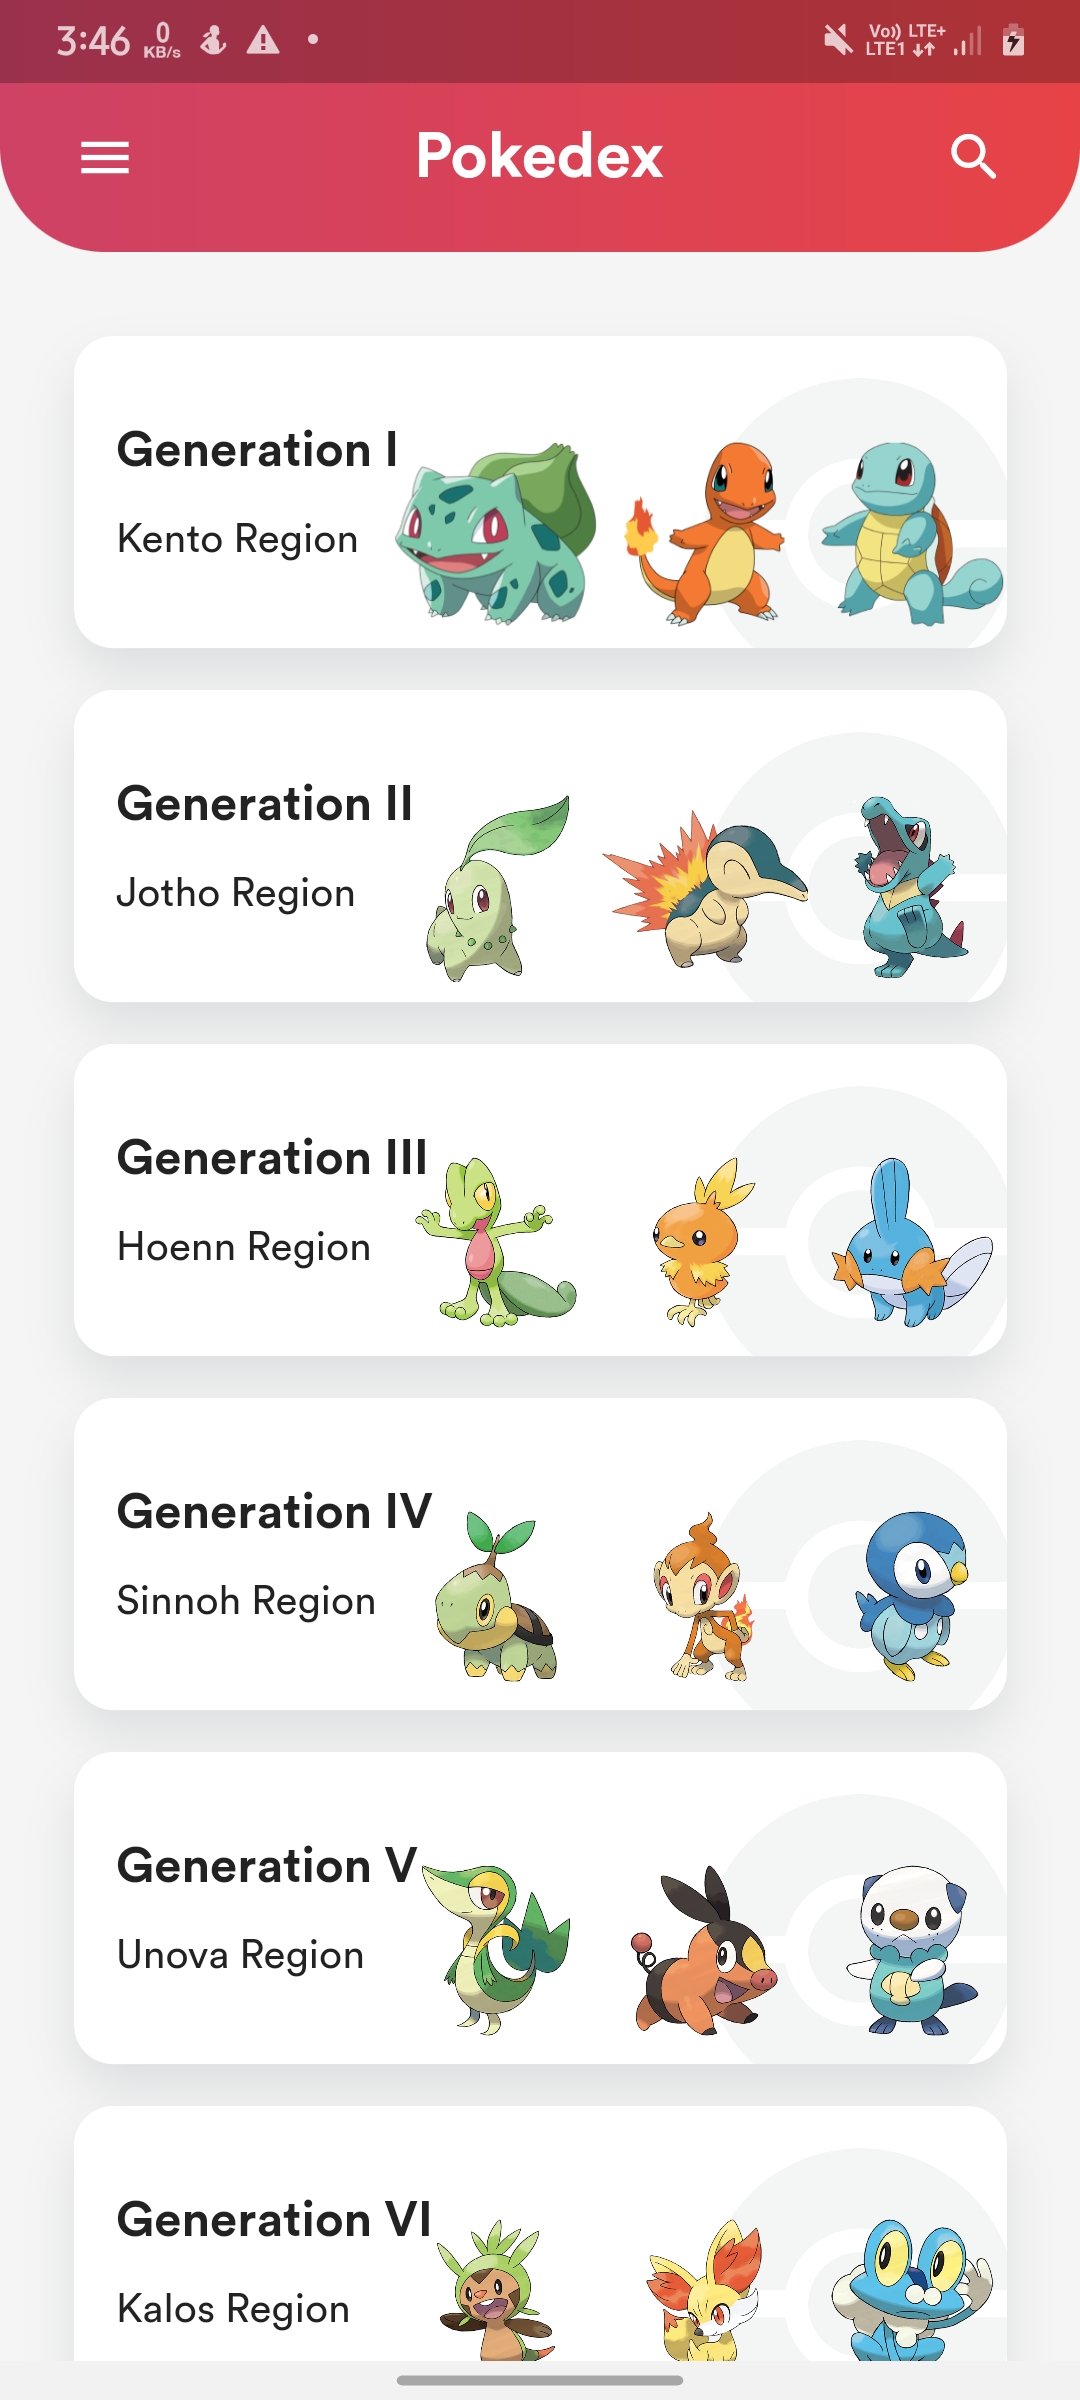 3:46 0 KB/s Vo)) LTE+ LTE1
Pokedex
Generation I
Kento Region
Generation II
Jotho Region
Generation III
Hoenn Region
Generation IV
Sinnoh Region
Generation V
Unova Region
Generation VI
Kalos Region